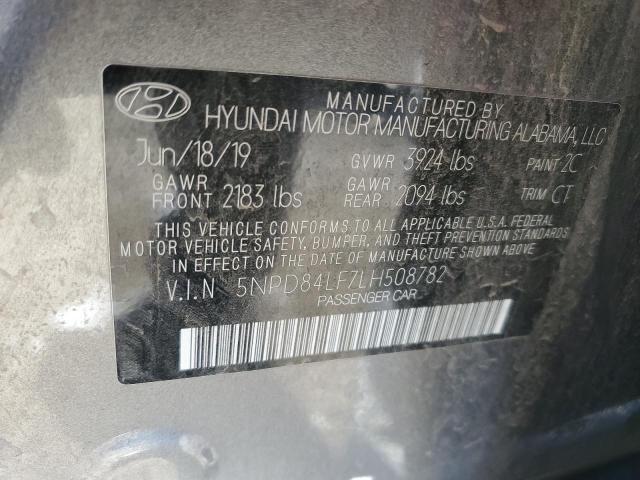 MANUFACTURED BY
HYUNDAI MOTOR MANUFACTURING ALABAMA, LLC
Jun/18/19 GVWR 3924 lbs PAINT 2C
GAWR FRONT 2183 lbs GAWR REAR 2094 lbs TRIM CT
THIS VEHICLE CONFORMS TO ALL APPLICABLE U.S.A. FEDERAL
MOTOR VEHICLE SAFETY, BUMPER, AND THEFT PREVENTION STANDARDS
IN EFFECT ON THE DATE OF MANUFACTURE SHOWN ABOVE.
V.I.N 5NPD84LF7LH508782
PASSENGER CAR